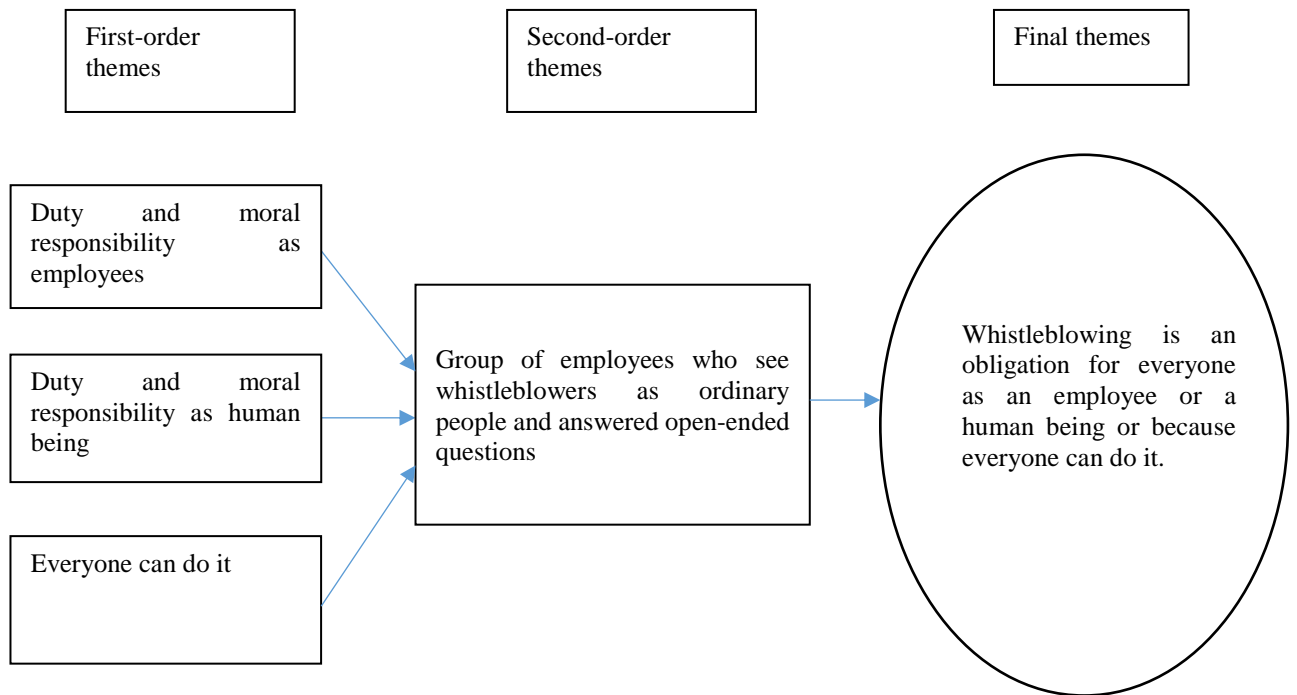 First-order
themes
Second-order
themes
Final themes
Duty and moral
responsibility as
employees
Duty and moral
responsibility as human
being
Everyone can do it
Group of employees who see
whistleblowers as ordinary
people and answered open-ended
questions
Whistleblowing is an
obligation for everyone
as an employee or a
human being or because
everyone can do it.